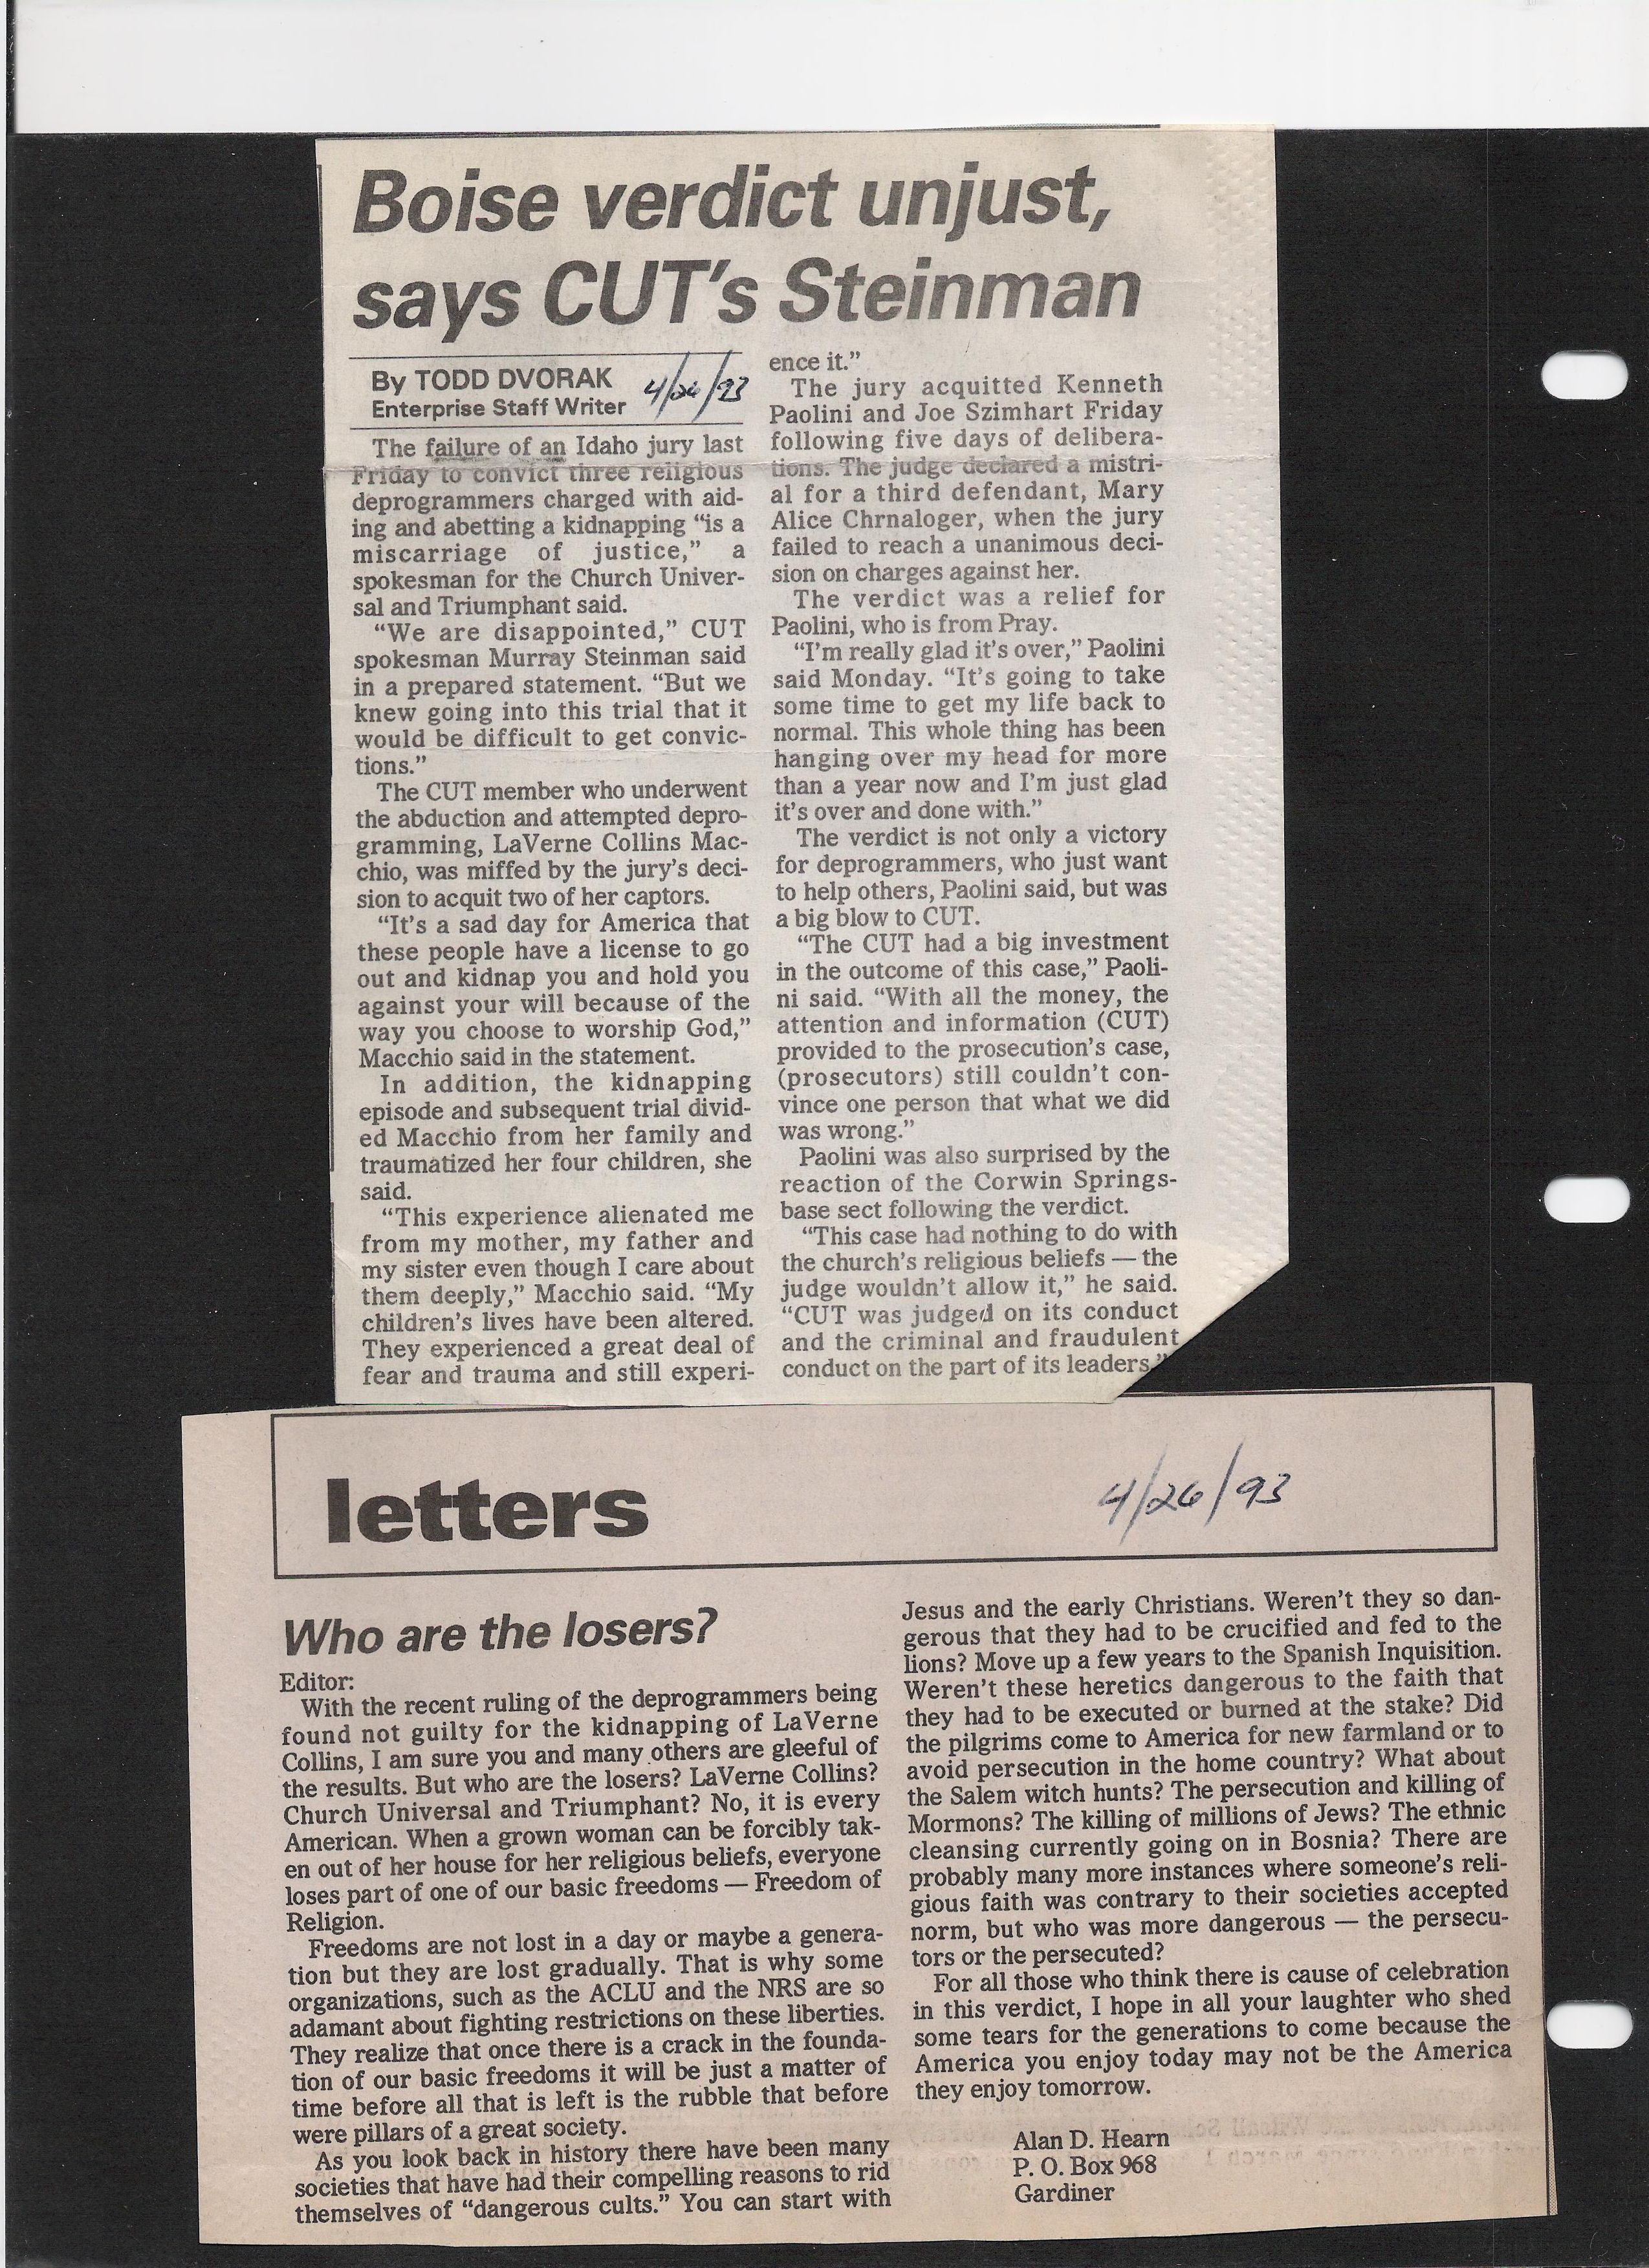 Boise verdict unjust,
says CUT's Steinman
By TODD DVORAK
Enterprise Staff Writer
4/26/93
The failure of an Idaho jury last
Friday to convict three religious
deprogrammers charged with aid-
ing and abetting a kidnapping “is a
miscarriage of justice,” a
spokesman for the Church Univer-
sal and Triumphant said.
“We are disappointed,” CUT
spokesman Murray Steinman said
in a prepared statement. “But we
knew going into this trial that it
would be difficult to get convic-
tions.”
The CUT member who underwent
the abduction and attempted depro-
gramming, LaVerne Collins Mac-
chio, was miffed by the jury's deci-
sion to acquit two of her captors.
“It's a sad day for America that
these people have a license to go
out and kidnap you and hold you
against your will because of the
way you choose to worship God,”
Macchio said in the statement.
In addition, the kidnapping
episode and subsequent trial divid-
ed Macchio from her family and
traumatized her four children, she
said.
“This experience alienated me
from my mother, my father and
my sister even though I care about
them deeply,” Macchio said. “My
children's lives have been altered.
They experienced a great deal of
fear and trauma and still experi-
ence it.”
The jury acquitted Kenneth
Paolini and Joe Szimhart Friday
following five days of delibera-
tions. The judge declared a mistri-
al for a third defendant, Mary
Alice Chrnaloger, when the jury
failed to reach a unanimous deci-
sion on charges against her.
The verdict was a relief for
Paolini, who is from Pray.
“I'm really glad it's over,” Paolini
said Monday. “It's going to take
some time to get my life back to
normal. This whole thing has been
hanging over my head for more
than a year now and I'm just glad
it's over and done with.”
The verdict is not only a victory
for deprogrammers, who just want
to help others, Paolini said, but was
a big blow to CUT.
“The CUT had a big investment
in the outcome of this case,” Paoli-
ni said. “With all the money, the
attention and information (CUT)
provided to the prosecution's case,
(prosecutors) still couldn't con-
vince one person that what we did
was wrong.”
Paolini was also surprised by the
reaction of the Corwin Springs-
base sect following the verdict.
“This case had nothing to do with
the church's religious beliefs — the
judge wouldn't allow it,” he said.
“CUT was judged on its conduct
and the criminal and fraudulent
conduct on the part of its leaders.”
letters
4/26/93
Who are the losers?
Editor:
With the recent ruling of the deprogrammers being
found not guilty for the kidnapping of LaVerne
Collins, I am sure you and many others are gleeful of
the results. But who are the losers? LaVerne Collins?
Church Universal and Triumphant? No, it is every
American. When a grown woman can be forcibly tak-
en out of her house for her religious beliefs, everyone
loses part of one of our basic freedoms — Freedom of
Religion.
Freedoms are not lost in a day or maybe a genera-
tion but they are lost gradually. That is why some
organizations, such as the ACLU and the NRS are so
adamant about fighting restrictions on these liberties.
They realize that once there is a crack in the founda-
tion of our basic freedoms it will be just a matter of
time before all that is left is the rubble that before
were pillars of a great society.
As you look back in history there have been many
societies that have had their compelling reasons to rid
themselves of “dangerous cults.” You can start with
Jesus and the early Christians. Weren't they so dan-
gerous that they had to be crucified and fed to the
lions? Move up a few years to the Spanish Inquisition.
Weren't these heretics dangerous to the faith that
they had to be executed or burned at the stake? Did
the pilgrims come to America for new farmland or to
avoid persecution in the home country? What about
the Salem witch hunts? The persecution and killing of
Mormons? The killing of millions of Jews? The ethnic
cleansing currently going on in Bosnia? There are
probably many more instances where someone's reli-
gious faith was contrary to their societies accepted
norm, but who was more dangerous — the persecu-
tors or the persecuted?
For all those who think there is cause of celebration
in this verdict, I hope in all your laughter who shed
some tears for the generations to come because the
America you enjoy today may not be the America
they enjoy tomorrow.
Alan D. Hearn
P. O. Box 968
Gardiner